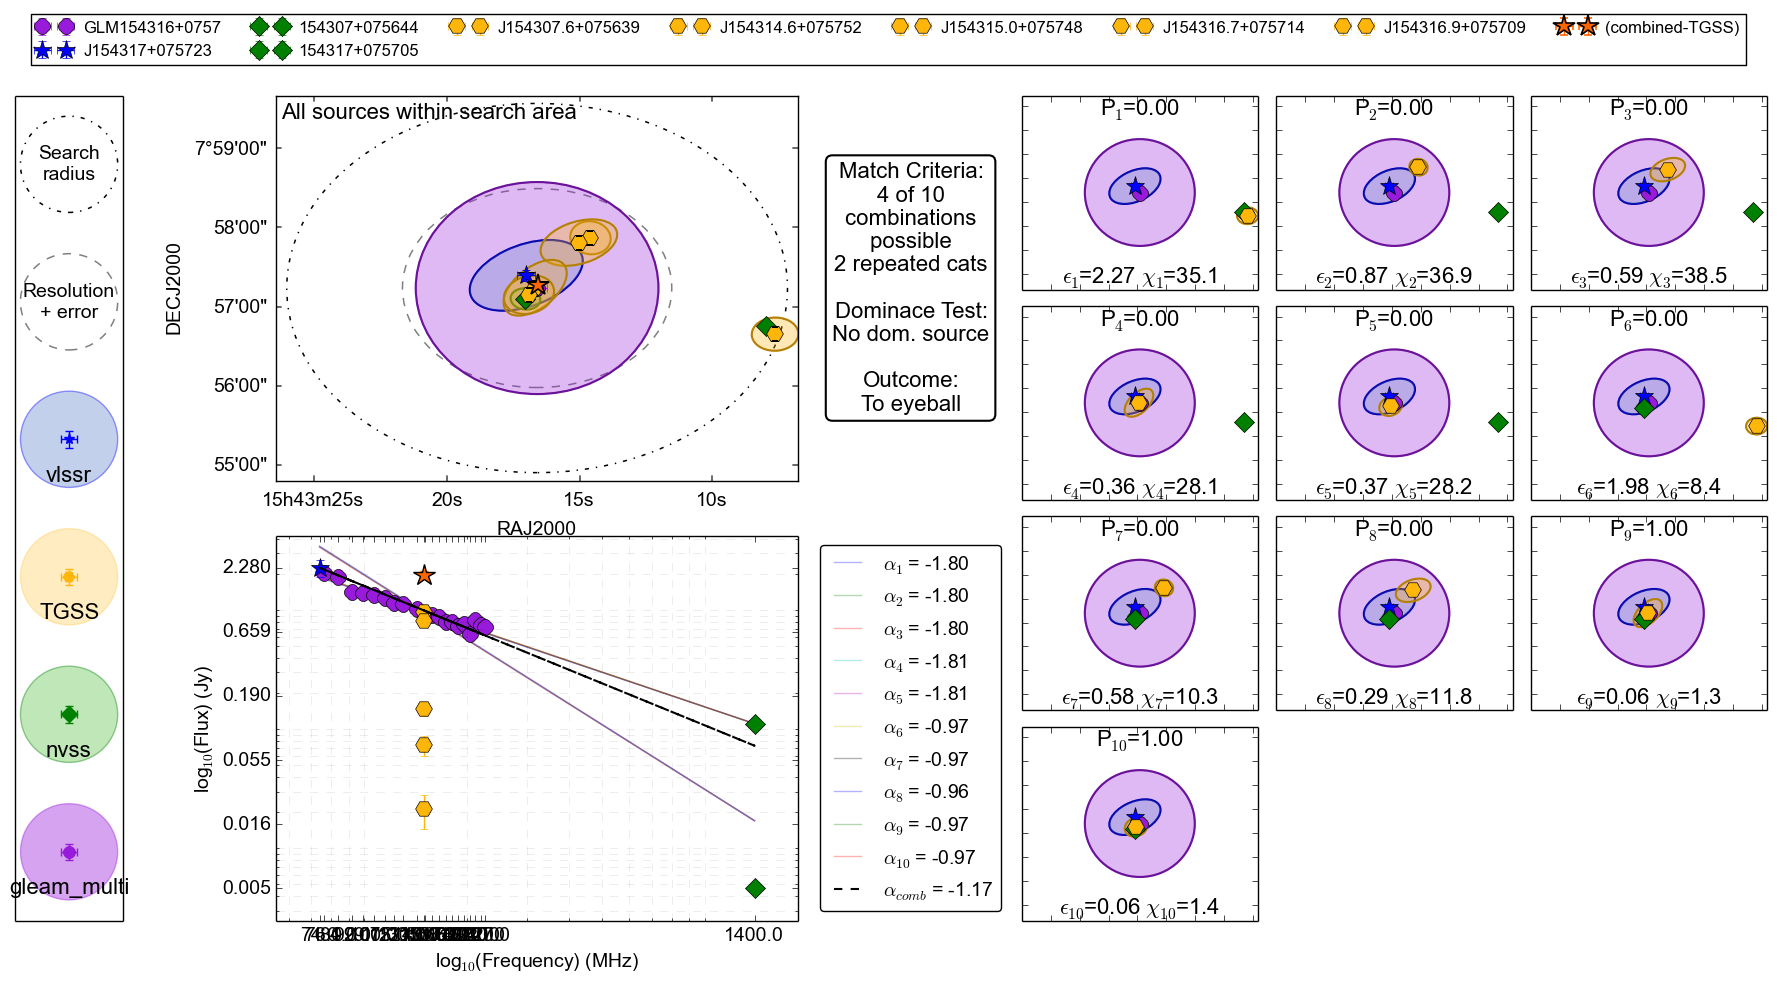 GLM154316+0757
154307+075644
J154307.6+075639
J154314.6+075752
J154315.0+075748
J154316.7+075714
J154316.9+075709
(combined-TGSS)
J154317+075723
154317+075705
Search
radius
Resolution
+ error
vlssr
TGSS
nvss
gleam_multi
All sources within search area
DECJ2000
7°59'00"
58'00"
57'00"
56'00"
55'00"
15h43m25s
20s
15s
10s
RAJ2000
Match Criteria:
4 of 10
combinations
possible
2 repeated cats
Dominace Test:
No dom. source
Outcome:
To eyeball
log10(Flux) (Jy)
2.280
0.659
0.190
0.055
0.016
0.005
1400.0
log10(Frequency) (MHz)
α1 = -1.80
α2 = -1.80
α3 = -1.80
α4 = -1.81
α5 = -1.81
α6 = -0.97
α7 = -0.97
α8 = -0.96
α9 = -0.97
α10 = -0.97
αcomb = -1.17
P1=0.00
ϵ1=2.27 χ1=35.1
P2=0.00
ϵ2=0.87 χ2=36.9
P3=0.00
ϵ3=0.59 χ3=38.5
P4=0.00
ϵ4=0.36 χ4=28.1
P5=0.00
ϵ5=0.37 χ5=28.2
P6=0.00
ϵ6=1.98 χ6=8.4
P7=0.00
ϵ7=0.58 χ7=10.3
P8=0.00
ϵ8=0.29 χ8=11.8
P9=1.00
ϵ9=0.06 χ9=1.3
P10=1.00
ϵ10=0.06 χ10=1.4